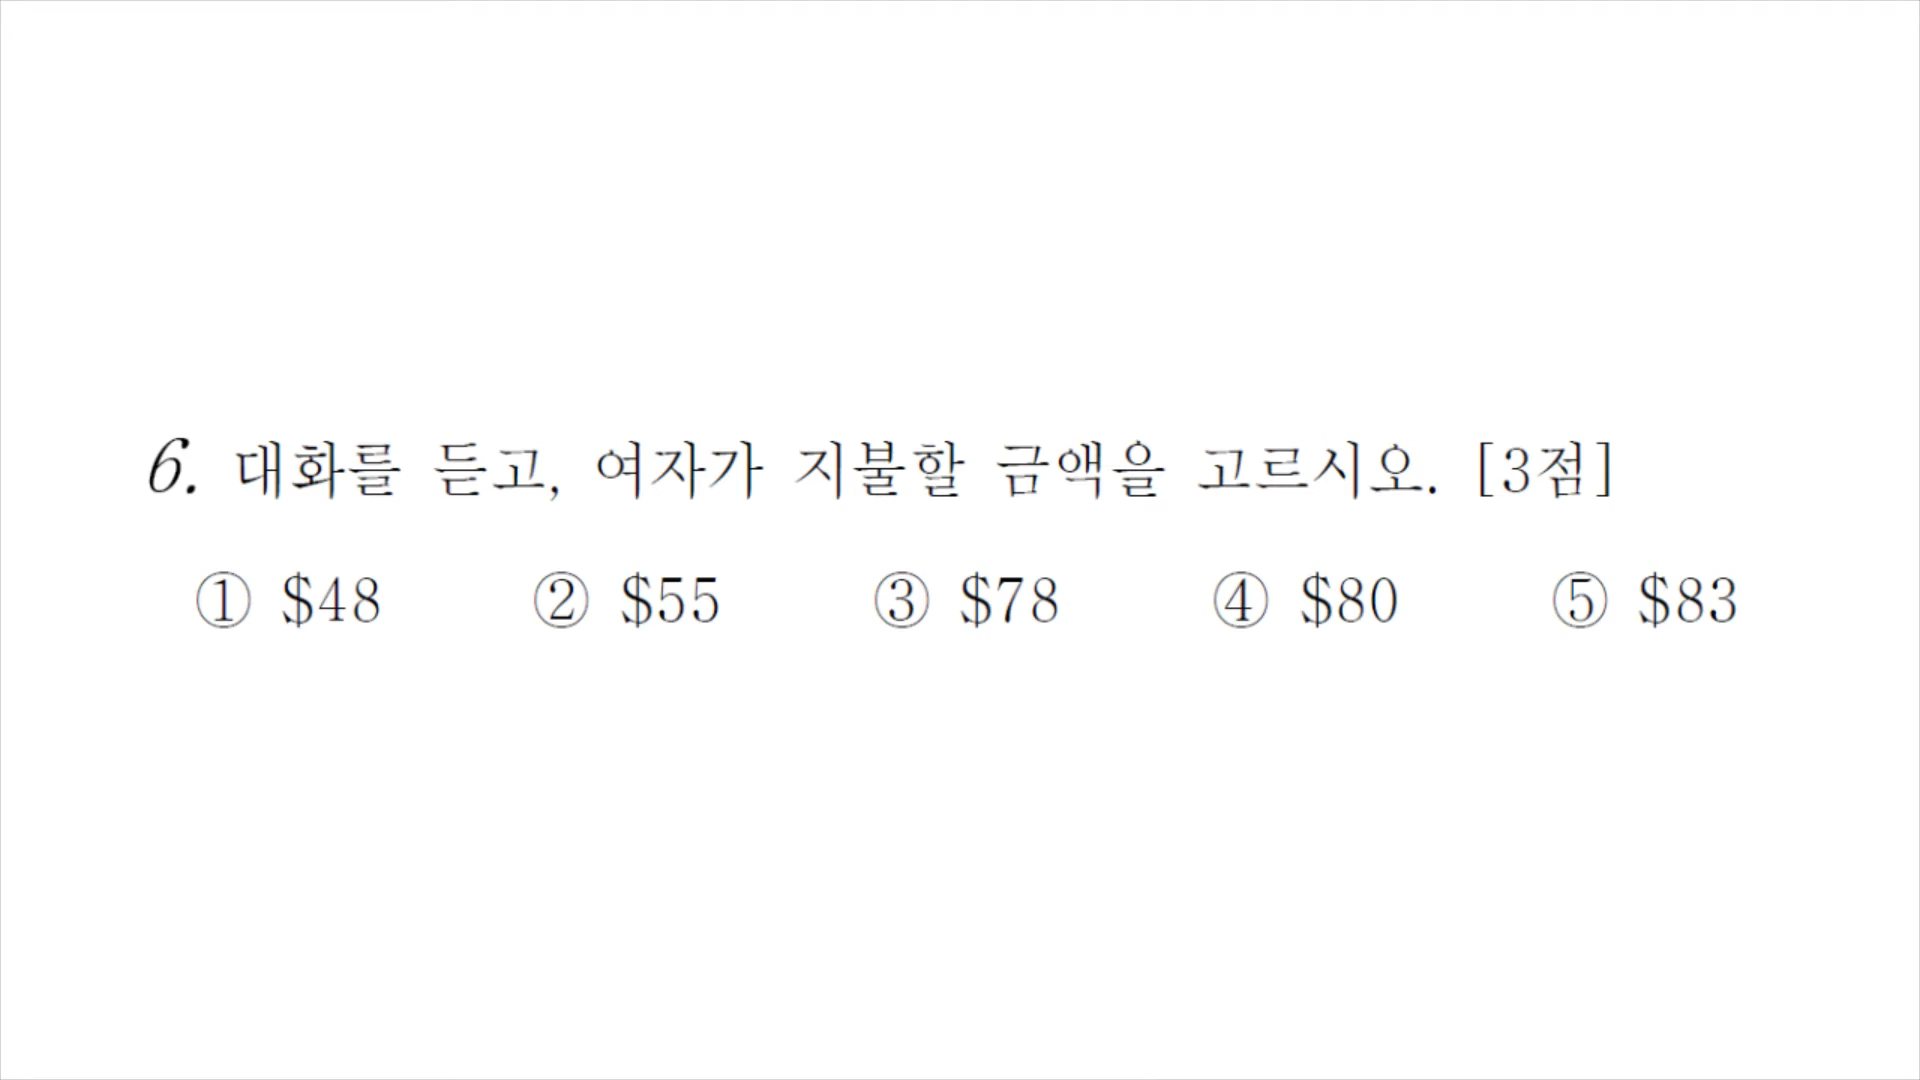 6. 대화를 듣고, 여자가 지불할 금액을 고르시오. [3점]
① $48 ② $55 ③ $78 ④ $80 ⑤ $83